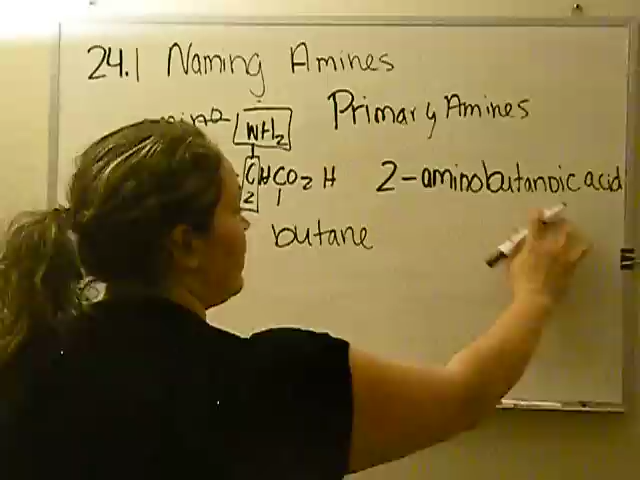 24.1 Naming Amines
Primary Amines
NH2
CHCO2H 2-aminobutanoic acid
2 1
butane